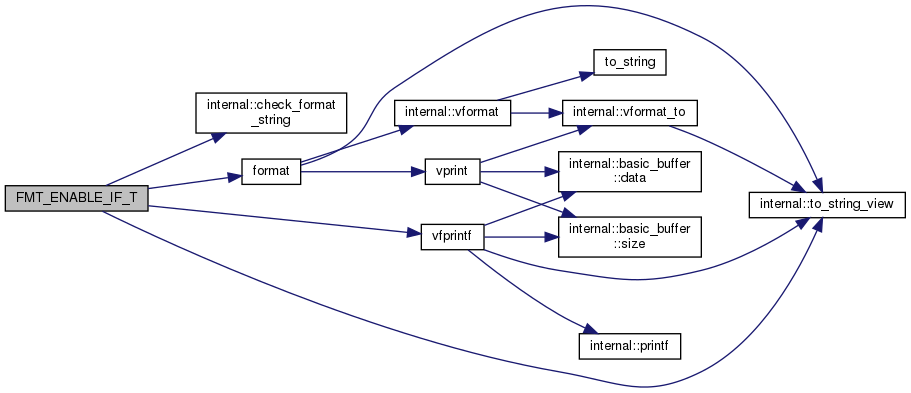 FMT_ENABLE_IF_T
internal::check_format
_string
format
vfprintf
internal::vformat
vprint
to_string
internal::vformat_to
internal::basic_buffer
::data
internal::basic_buffer
::size
internal::printf
internal::to_string_view